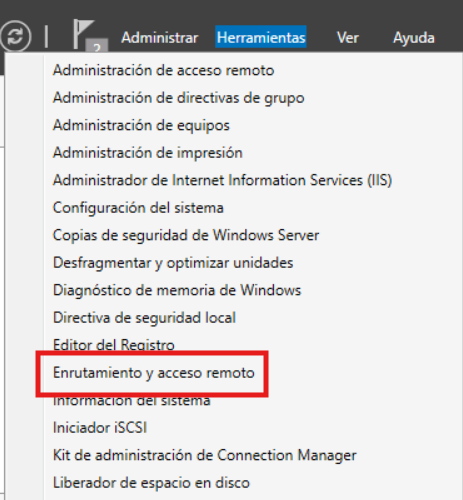 2
Administrar Herramientas Ver Ayuda
Administración de acceso remoto
Administración de directivas de grupo
Administración de equipos
Administración de impresión
Administrador de Internet Information Services (IIS)
Configuración del sistema
Copias de seguridad de Windows Server
Desfragmentar y optimizar unidades
Diagnóstico de memoria de Windows
Directiva de seguridad local
Editor del Registro
Enrutamiento y acceso remoto
Información del sistema
Iniciador iSCSI
Kit de administración de Connection Manager
Liberador de espacio en disco